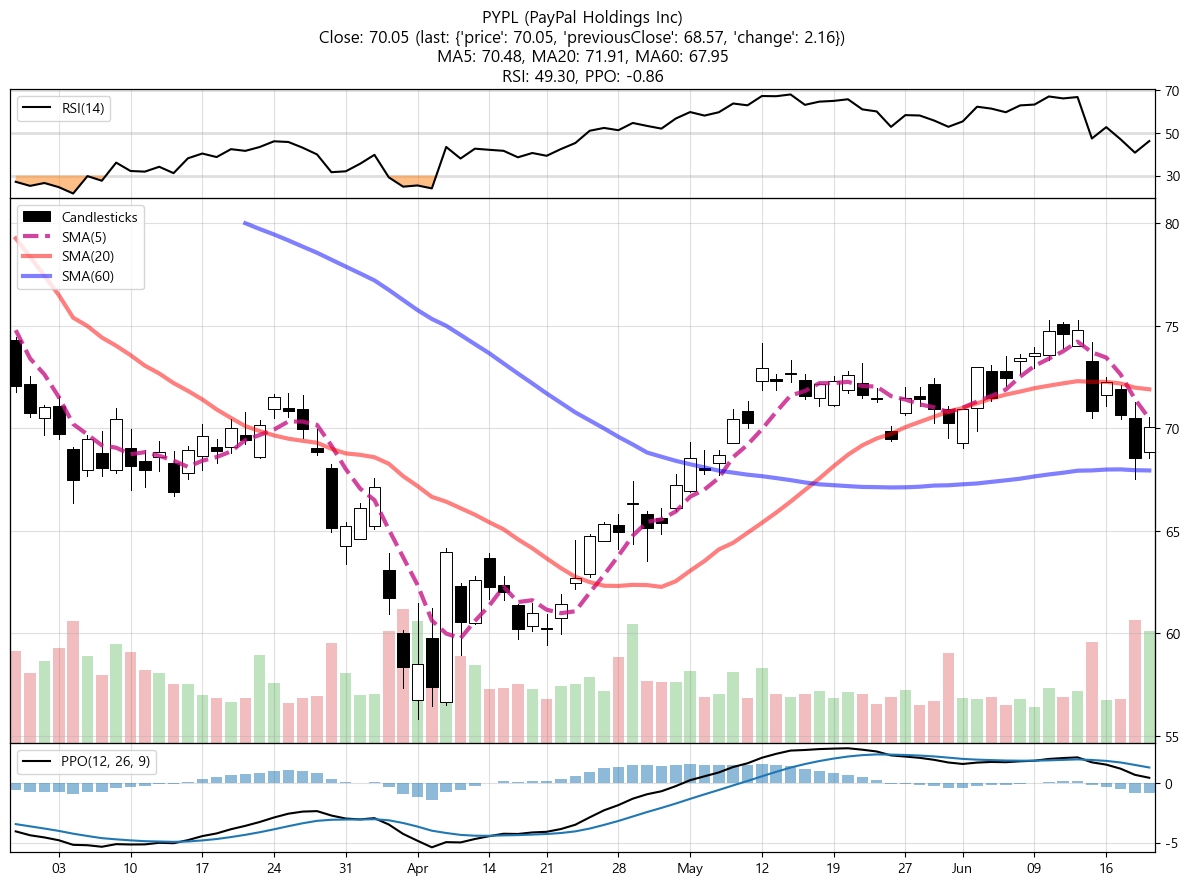 PYPL (PayPal Holdings Inc)
Close: 70.05 (last: {'price': 70.05, 'previousClose': 68.57, 'change': 2.16})
MA5: 70.48, MA20: 71.91, MA60: 67.95
RSI: 49.30, PPO: -0.86
RSI(14)
70
50
30
Candlesticks
SMA(5)
SMA(20)
SMA(60)
80
75
70
65
60
55
PPO(12, 26, 9)
0
-5
03 10 17 24 31 Apr 14 21 28 May 12 19 27 Jun 09 16